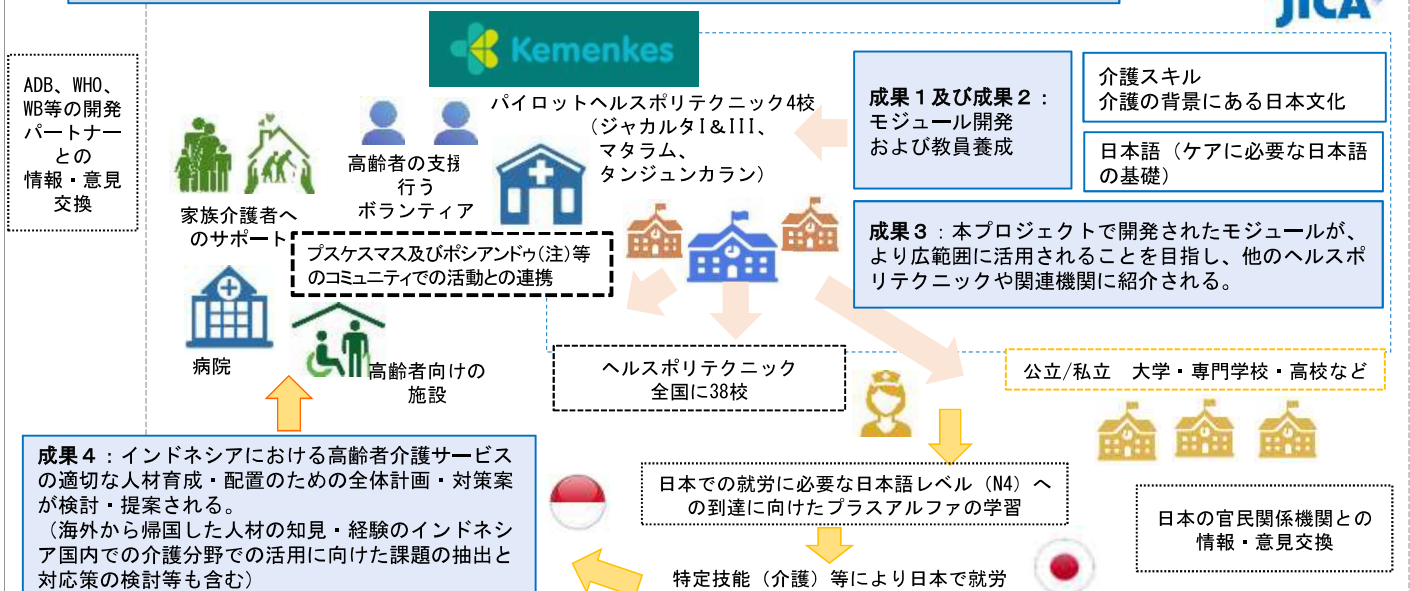 JICA
Kemenkes
ADB、WHO、
WB等の開発
パートナー
との
情報・意見
交換
家族介護者へ
のサポート
高齢者の支援
行う
ボランティア
パイロットヘルスポリテクニック4校
（ジャカルタI＆III、
マタラム、
タンジュンカラン）
成果１及び成果２：
モジュール開発
および教員養成
介護スキル
介護の背景にある日本文化
日本語（ケアに必要な日本語
の基礎）
プスケスマス及びポシアンドゥ(注)等
のコミュニティでの活動との連携
成果３：本プロジェクトで開発されたモジュールが、
より広範囲に活用されることを目指し、他のヘルスポ
リテクニックや関連機関に紹介される。
病院
高齢者向けの
施設
ヘルスポリテクニック
全国に38校
公立/私立　大学・専門学校・高校など
成果４：インドネシアにおける高齢者介護サービス
の適切な人材育成・配置のための全体計画・対策案
が検討・提案される。
（海外から帰国した人材の知見・経験のインドネシ
ア国内での介護分野での活用に向けた課題の抽出と
対応策の検討等も含む）
日本での就労に必要な日本語レベル（N4）へ
の到達に向けたプラスアルファの学習
特定技能（介護）等により日本で就労
日本の官民関係機関との
情報・意見交換